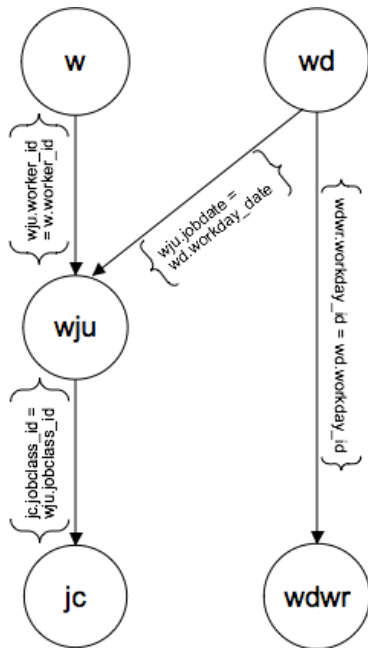 w
wd
wju.worker_id
= w.worker_id
wju.jobdate =
wd.workday_date
wdwr.workday_id = wd.workday_id
wju
jc.jobclass_id =
wju.jobclass_id
jc
wdwr